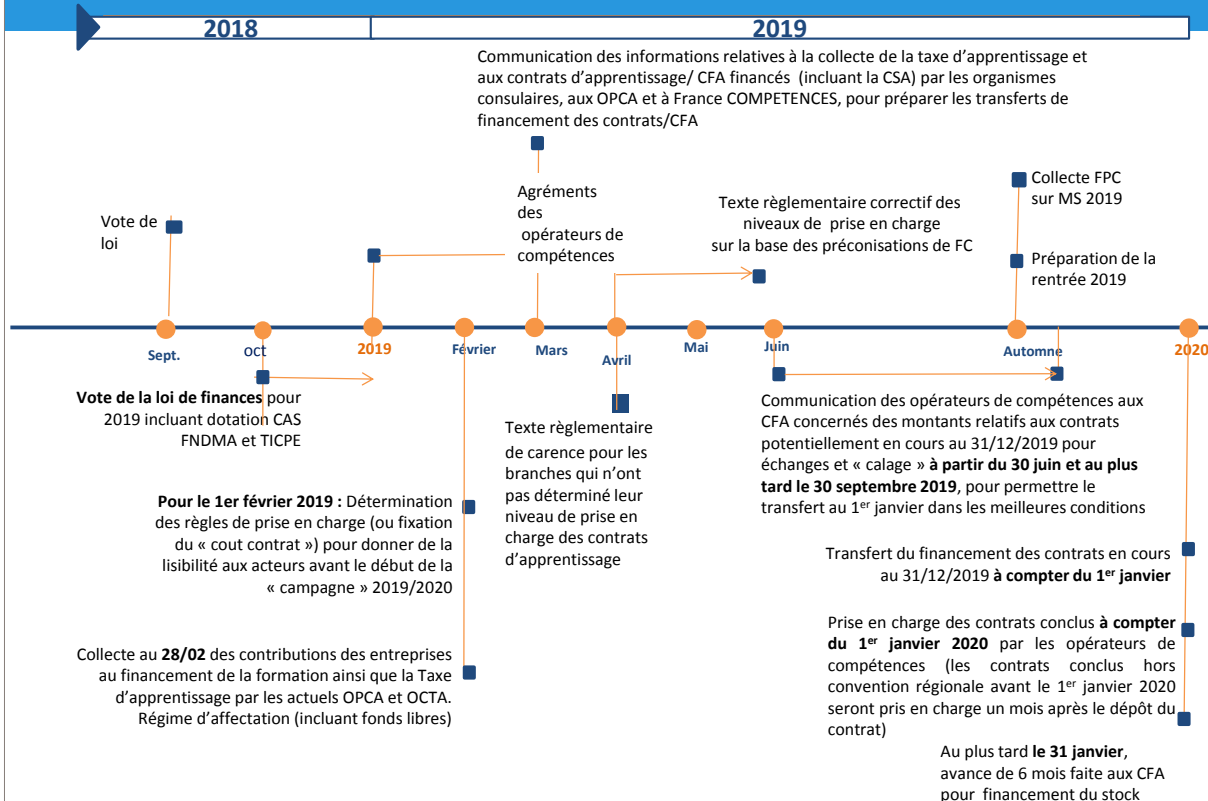 2018
2019
Communication des informations relatives à la collecte de la taxe d'apprentissage et
aux contrats d'apprentissage/ CFA financés (incluant la CSA) par les organismes
consulaires, aux OPCA et à France COMPETENCES, pour préparer les transferts de
financement des contrats/CFA
Vote de
loi
Agréments
des
opérateurs de
compétences
Texte règlementaire correctif des
niveaux de prise en charge
sur la base des préconisations de FC
Collecte FPC
sur MS 2019
Préparation de la
rentrée 2019
Sept.
oct
2019
Février
Mars
Avril
Mai
Juin
Automne
2020
Vote de la loi de finances pour
2019 incluant dotation CAS
FNDMA et TICPE
Pour le 1er février 2019 : Détermination
des règles de prise en charge (ou fixation
du « cout contrat ») pour donner de la
lisibilité aux acteurs avant le début de la
« campagne » 2019/2020
Collecte au 28/02 des contributions des entreprises
au financement de la formation ainsi que la Taxe
d'apprentissage par les actuels OPCA et OCTA.
Régime d'affectation (incluant fonds libres)
Texte règlementaire
de carence pour les
branches qui n'ont
pas déterminé leur
niveau de prise en
charge des contrats
d'apprentissage
Communication des opérateurs de compétences aux
CFA concernés des montants relatifs aux contrats
potentiellement en cours au 31/12/2019 pour
échanges et « calage » à partir du 30 juin et au plus
tard le 30 septembre 2019, pour permettre le
transfert au 1er janvier dans les meilleures conditions
Transfert du financement des contrats en cours
au 31/12/2019 à compter du 1er janvier
Prise en charge des contrats conclus à compter
du 1er janvier 2020 par les opérateurs de
compétences (les contrats conclus hors
convention régionale avant le 1er janvier 2020
seront pris en charge un mois après le dépôt du
contrat)
Au plus tard le 31 janvier,
avance de 6 mois faite aux CFA
pour financement du stock